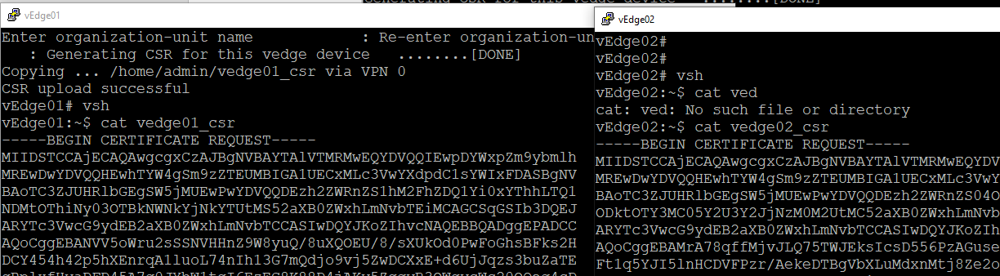 Generating CSR for this vedge device ........[DONE]
vEdge01
Enter organization-unit name : Re-enter organization-un
: Generating CSR for this vedge device ........[DONE]
Copying ... /home/admin/vedge01_csr via VPN 0
CSR upload successful
vEdge01# vsh
vEdge01:~$ cat vedge01_csr
-----BEGIN CERTIFICATE REQUEST-----
MIIDSTCCAjECAQAwgcgxCzAJBgNVBAYTAlVTMRMwEQYDVQQIEwpDYWxpZm9ybmlh
MREwDwYDVQQHEwhTYW4gSm9zZTEUMBIGA1UECxMLc3VwYXdpdC1sYWIxFDASBgNV
BAoTC3ZJUHRlbGEgSW5jMUEwPwYDVQQDEzh2ZWRnZS1hM2FhZDQ1Yi0xYThhLTQ1
NDMtOThiNy03OTBkNWNkYjNkYTUtMS52aXB0ZWxhLmNvbTEiMCAGCSqGSIb3DQEJ
ARYTc3VwcG9ydEB2aXB0ZWxhLmNvbTCCASIwDQYJKoZIhvcNAQEBBQADggEPADCC
AQoCggEBANVV5oWru2sSSNVHHnZ9W8yuQ/8uXQOEU/8/sXUkOd0PwFoGhsBFks2H
DCY454h42p5hXEnrqA1luoL74nIh13G7mQdjo9vj5ZwDCXxE+d6UjJqzs3buZaTE
vEdge02
vEdge02#
vEdge02#
vEdge02# vsh
vEdge02:~$ cat ved
cat: ved: No such file or directory
vEdge02:~$ cat vedge02_csr
-----BEGIN CERTIFICATE REQUEST-----
MIIDSTCCAjECAQAwgcgxCzAJBgNVBAYTAlVTMRMwEQYDV
MREwDwYDVQQHEwhTYW4gSm9zZTEUMBIGA1UECxMLc3VwY
BAoTC3ZJUHRlbGEgSW5jMUEwPwYDVQQDEzh2ZWRnZS04O
ODktOTY3MC05Y2U3Y2JjNzM0M2UtMC52aXB0ZWxhLmNvb
ARYTc3VwcG9ydEB2aXB0ZWxhLmNvbTCCASIwDQYJKoZIh
AQoCggEBAMrA78qffMjvJLQ75TWJEksIcsD556PzAGuse
Ft1q5YJI5lnHCDVFPzr/AekeDTBgVbXLuMdxnMtj8Ze2o